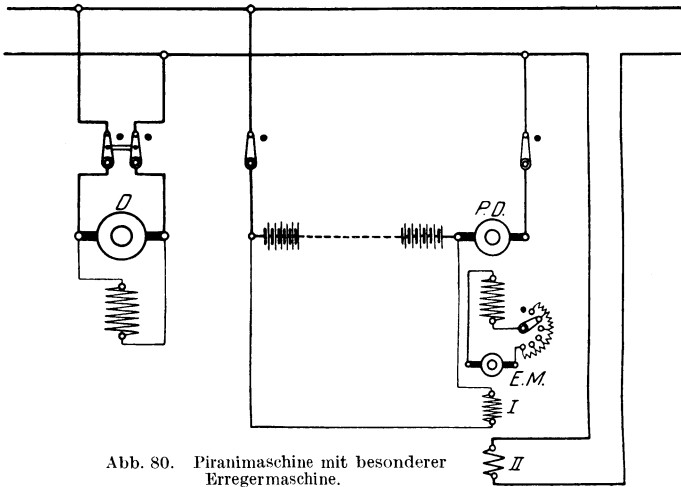 D
P.D.
E.M.
I
II
Abb. 80. Piranimaschine mit besonderer
Erregermaschine.